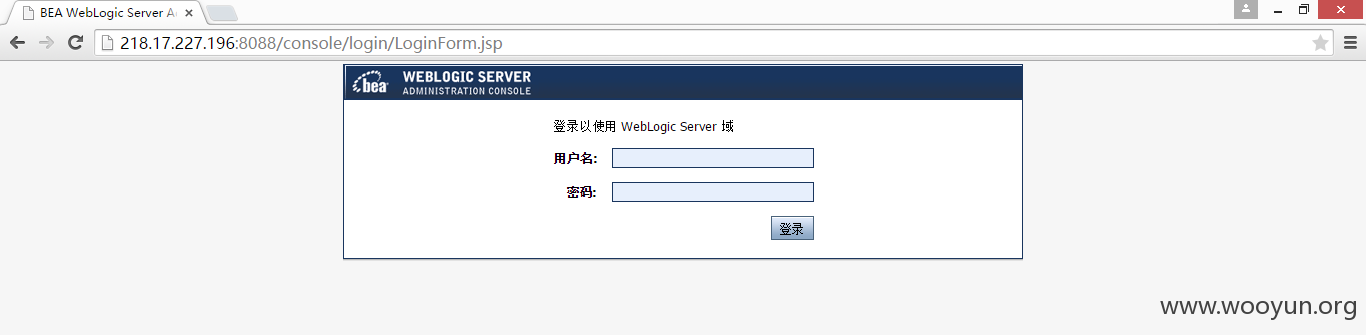 BEA WebLogic Server A
218.17.227.196:8088/console/login/LoginForm.jsp
bea
WEBLOGIC SERVER
ADMINISTRATION CONSOLE
登录以使用 WebLogic Server 域
用户名:
密码:
登录
www.wooyun.org